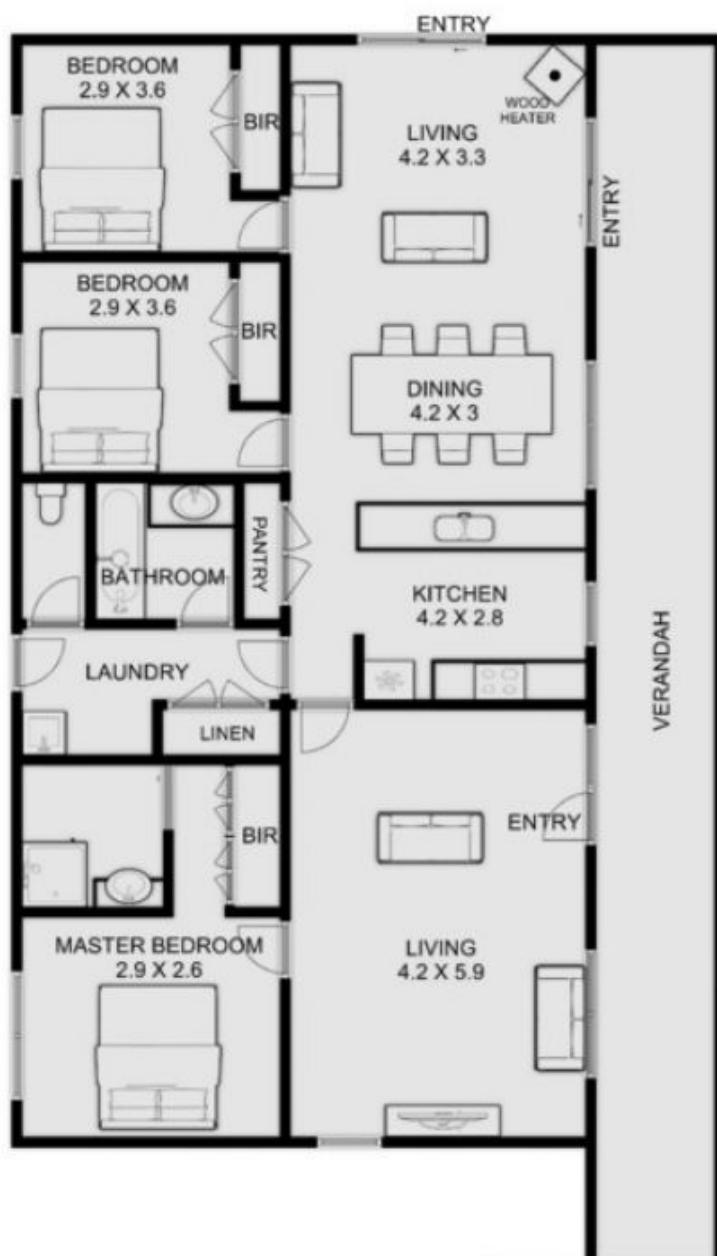 ENTRY
BEDROOM
2.9 X 3.6
BIR
LIVING
4.2 X 3.3
WOOD
HEATER
ENTRY
BEDROOM
2.9 X 3.6
BIR
DINING
4.2 X 3
PANTRY
BATHROOM
KITCHEN
4.2 X 2.8
LAUNDRY
LINEN
VERANDAH
BIR
ENTRY
MASTER BEDROOM
2.9 X 2.6
LIVING
4.2 X 5.9